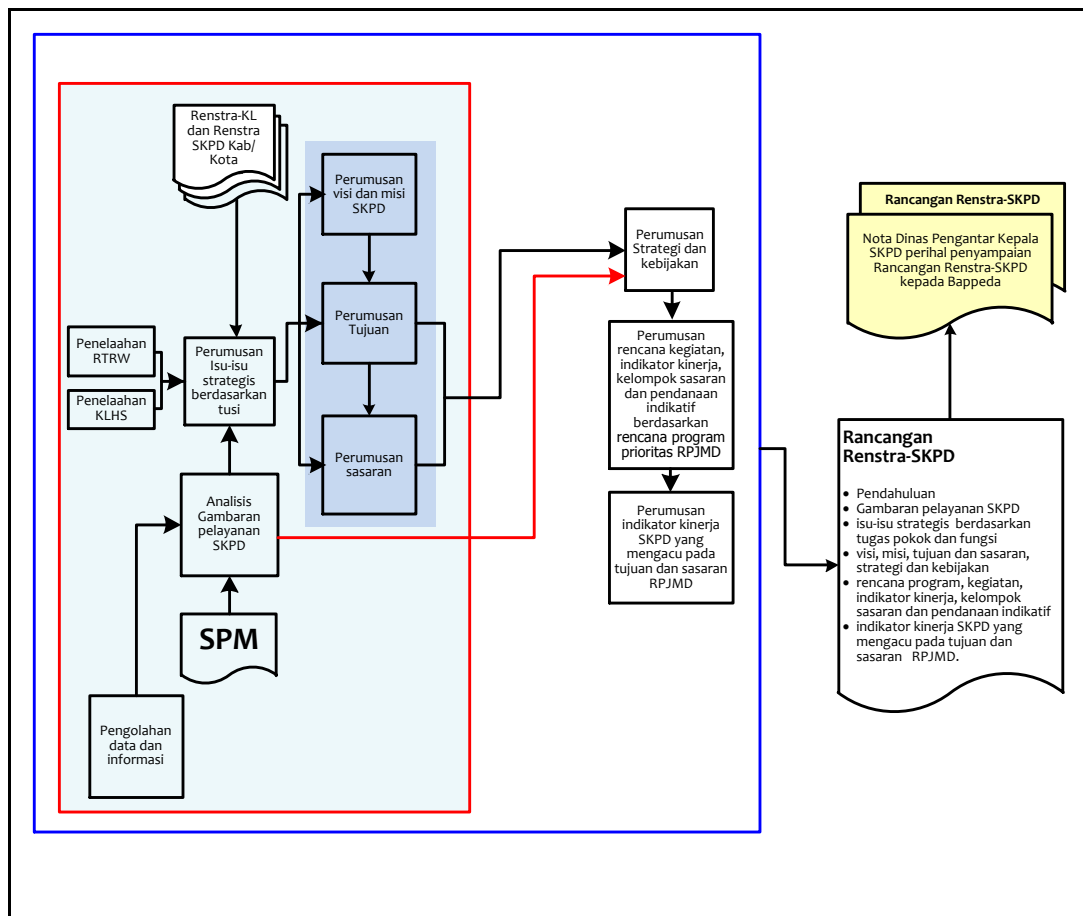 Renstra-KL
dan Renstra
SKPD Kab/
Kota
Perumusan
visi dan misi
SKPD
Perumusan
Tujuan
Perumusan
sasaran
Penelaahan
RTRW
Penelaahan
KLHS
Perumusan
Isu-isu
strategis
berdasarkan
tusi
Analisis
Gambaran
pelayanan
SKPD
SPM
Pengolahan
data dan
informasi
Perumusan
Strategi dan
kebijakan
Perumusan
rencana kegiatan,
indikator kinerja,
kelompok sasaran
dan pendanaan
indikatif
berdasarkan
rencana program
prioritas RPJMD
Perumusan
indikator kinerja
SKPD yang
mengacu pada
tujuan dan sasaran
RPJMD
Rancangan Renstra-SKPD
Nota Dinas Pengantar Kepala
SKPD perihal penyampaian
Rancangan Renstra-SKPD
kepada Bappeda
Rancangan
Renstra-SKPD
• Pendahuluan
• Gambaran pelayanan SKPD
• isu-isu strategis berdasarkan
tugas pokok dan fungsi
• visi, misi, tujuan dan sasaran,
strategi dan kebijakan
• rencana program, kegiatan,
indikator kinerja, kelompok
sasaran dan pendanaan indikatif
• indikator kinerja SKPD yang
mengacu pada tujuan dan
sasaran RPJMD.